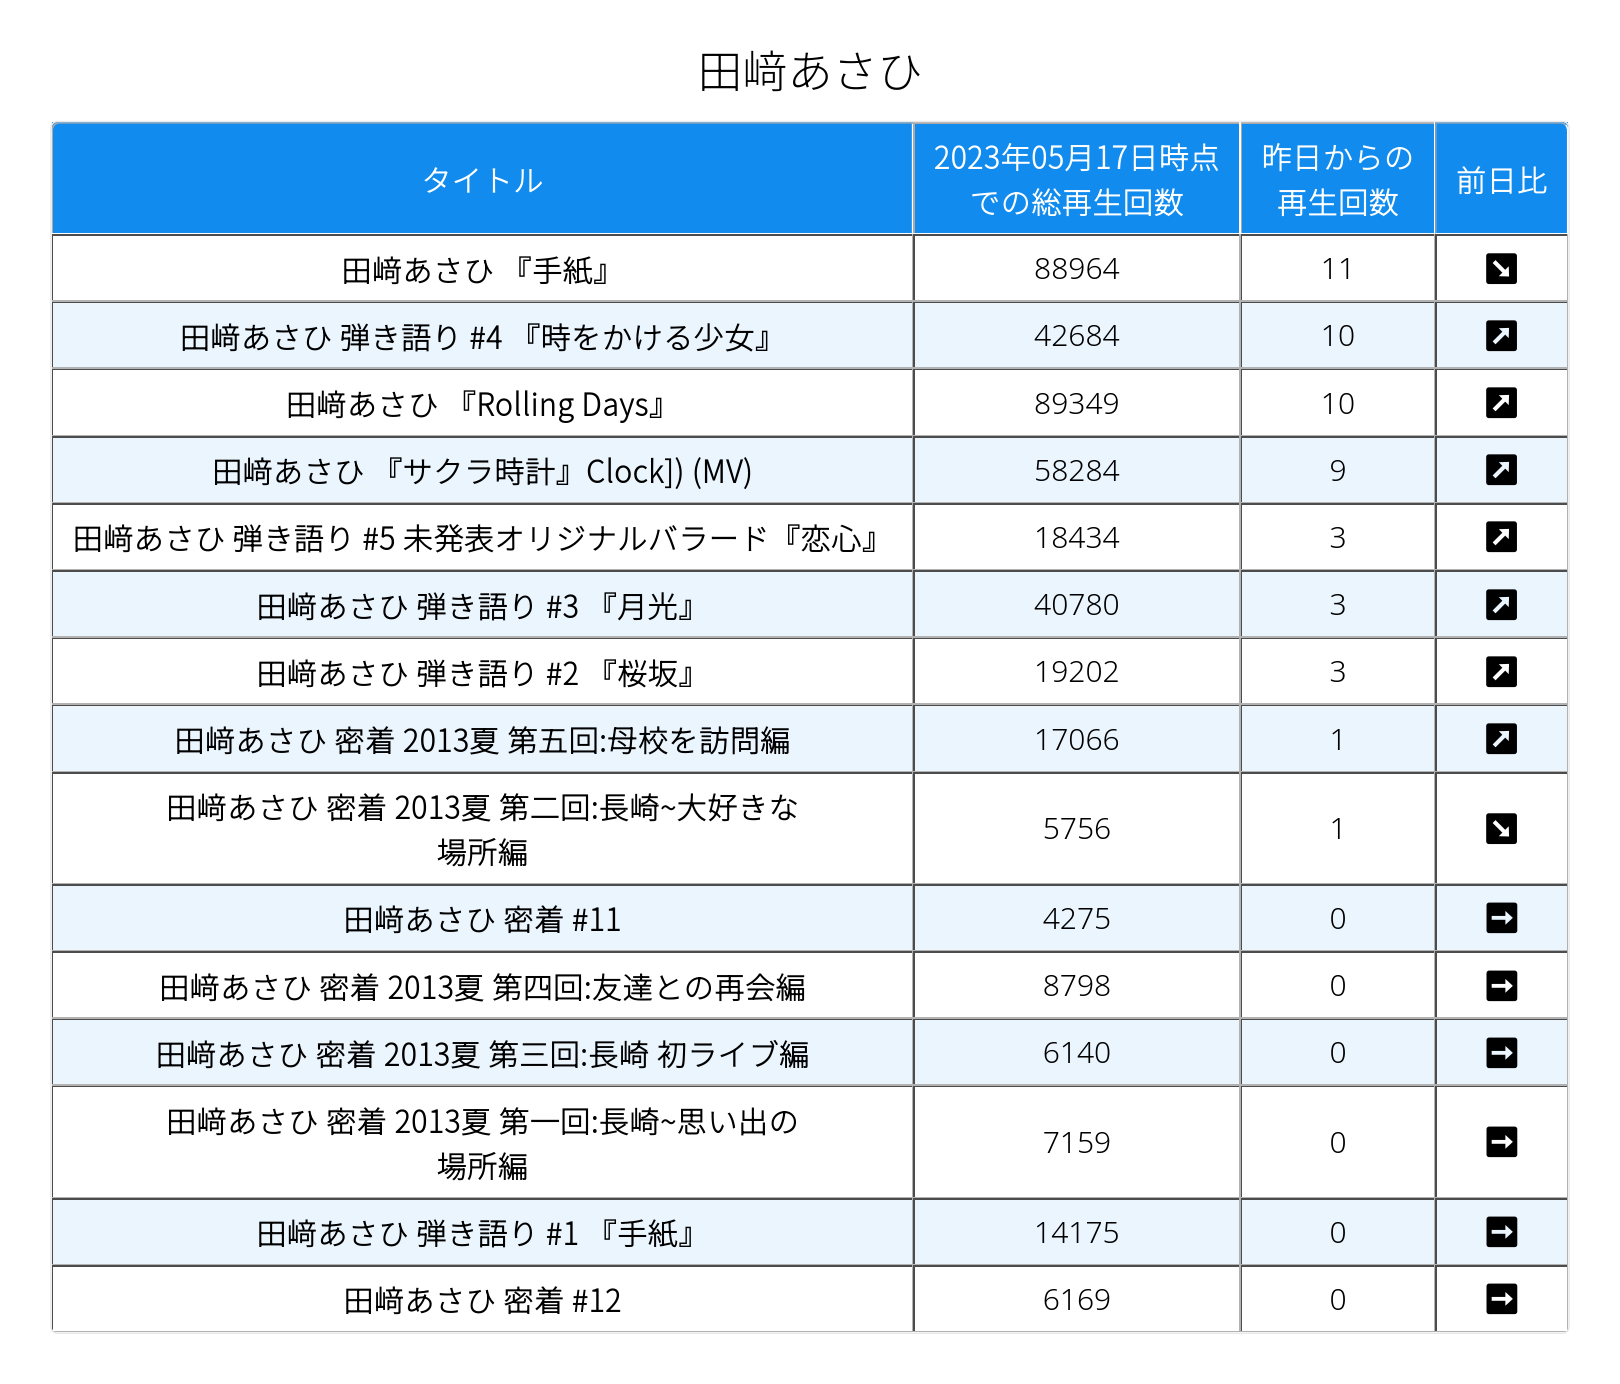 田﨑あさひ
タイトル
2023年05月17日時点
での総再生回数
昨日からの
再生回数
前日比
田﨑あさひ 『手紙』 88964 11
田﨑あさひ 弾き語り #4 『時をかける少女』 42684 10
田﨑あさひ 『Rolling Days』 89349 10
田﨑あさひ 『サクラ時計』Clock]) (MV) 58284 9
田﨑あさひ 弾き語り #5 未発表オリジナルバラード『恋心』 18434 3
田﨑あさひ 弾き語り #3 『月光』 40780 3
田﨑あさひ 弾き語り #2 『桜坂』 19202 3
田﨑あさひ 密着 2013夏 第五回:母校を訪問編 17066 1
田﨑あさひ 密着 2013夏 第二回:長崎~大好きな
場所編 5756 1
田﨑あさひ 密着 #11 4275 0
田﨑あさひ 密着 2013夏 第四回:友達との再会編 8798 0
田﨑あさひ 密着 2013夏 第三回:長崎 初ライブ編 6140 0
田﨑あさひ 密着 2013夏 第一回:長崎~思い出の
場所編 7159 0
田﨑あさひ 弾き語り #1 『手紙』 14175 0
田﨑あさひ 密着 #12 6169 0